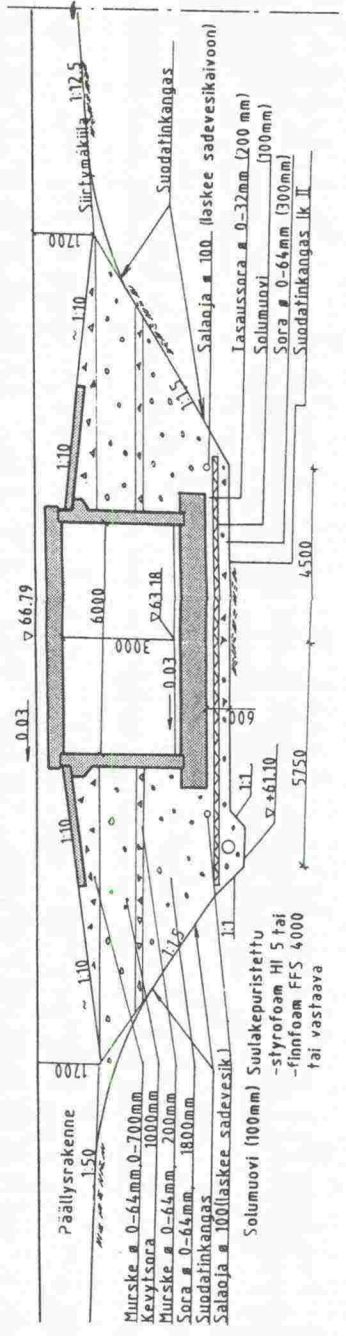 Päällysrakenne
1:50
1700
~ 1:10
1:10
0.03
▽ 66.79
6000
3000
▽ 63.18
0.03
1:10
~ 1:10
1700
Siirtymäkiila 1:12.5
1:1.5
1:1.5
1:1
1:1
▽ +61.10
600
5750
4500
Murske ø 0-64mm,0-700mm
Kevytsora 1000mm
Murske ø 0-64mm, 200mm
Sora ø 0-64mm, 1800mm
Suodatinkangas
Salaoja ø 100(laskee sadevesik.)
Solumuovi (100mm) Suulakepuristettu
-styrofoam HI 5 tai
-finnfoam FFS 4000
tai vastaava
Suodatinkangas
Salaoja ø 100 (laskee sadevesikaivoon)
Tasaussora ø 0-32mm (200 mm)
Solumuovi (100mm)
Sora ø 0-64mm (300mm)
Suodatinkangas lk II